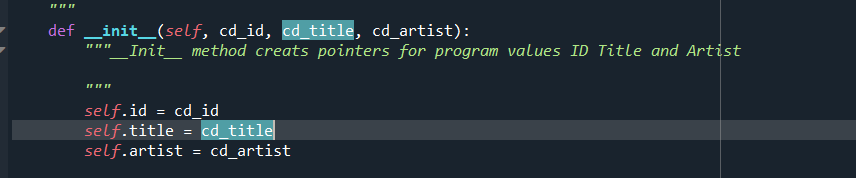 """
def __init__(self, cd_id, cd_title, cd_artist):
"""__Init__ method creats pointers for program values ID Title and Artist
"""
self.id = cd_id
self.title = cd_title
self.artist = cd_artist